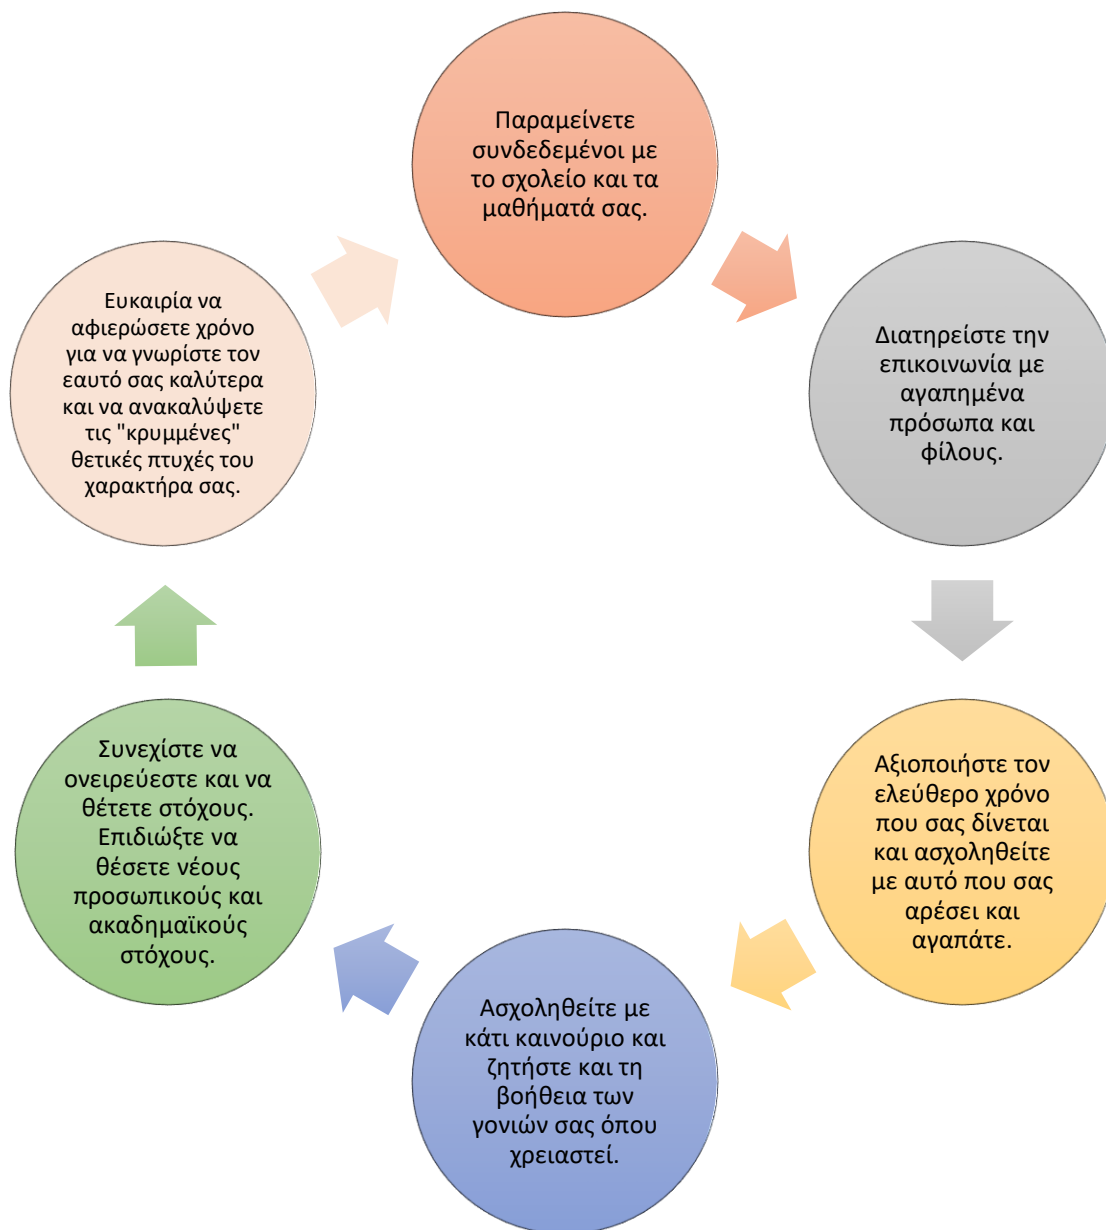 Παραμείνετε
συνδεδεμένοι με
το σχολείο και τα
μαθήματά σας.
Διατηρείστε την
επικοινωνία με
αγαπημένα
πρόσωπα και
φίλους.
Αξιοποιήστε τον
ελεύθερο χρόνο
που σας δίνεται
και ασχοληθείτε
με αυτό που σας
αρέσει και
αγαπάτε.
Ασχοληθείτε με
κάτι καινούριο και
ζητήστε και τη
βοήθεια των
γονιών σας όπου
χρειαστεί.
Συνεχίστε να
ονειρεύεστε και να
θέτετε στόχους.
Επιδιώξτε να
θέσετε νέους
προσωπικούς και
ακαδημαϊκούς
στόχους.
Ευκαιρία να
αφιερώσετε χρόνο
για να γνωρίστε τον
εαυτό σας καλύτερα
και να ανακαλύψετε
τις "κρυμμένες"
θετικές πτυχές του
χαρακτήρα σας.